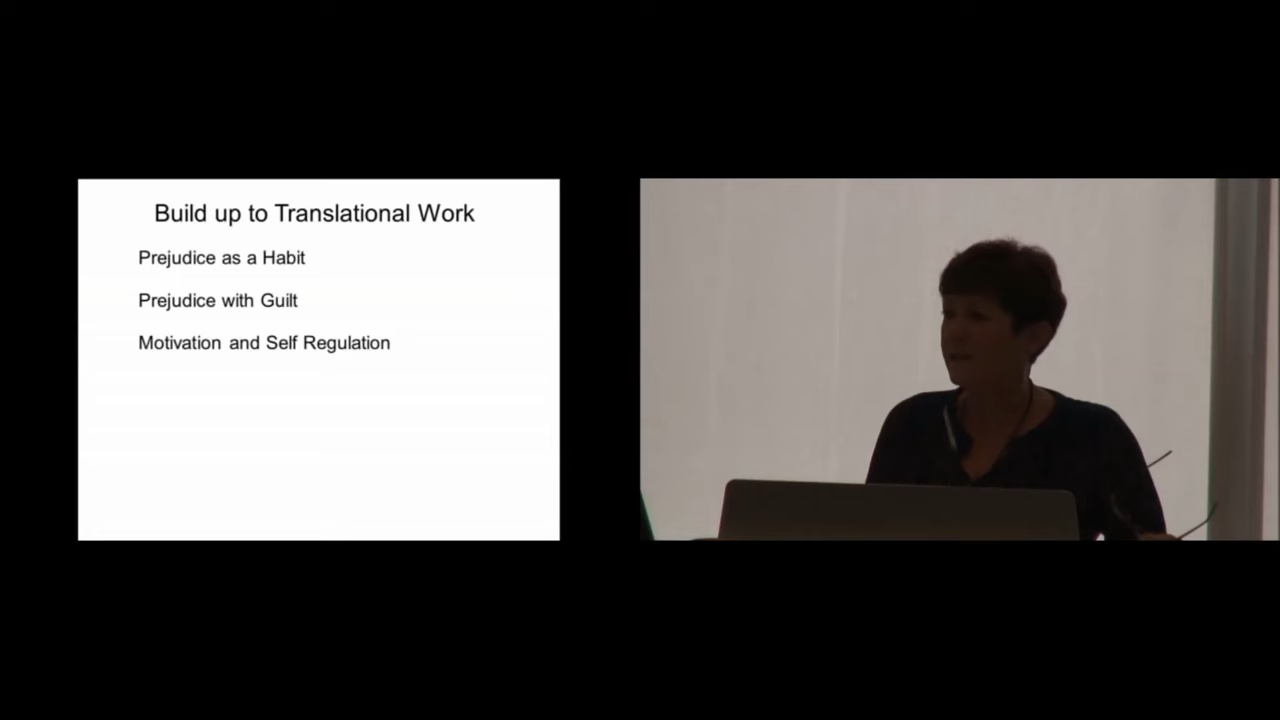 Build up to Translational Work
Prejudice as a Habit
Prejudice with Guilt
Motivation and Self Regulation